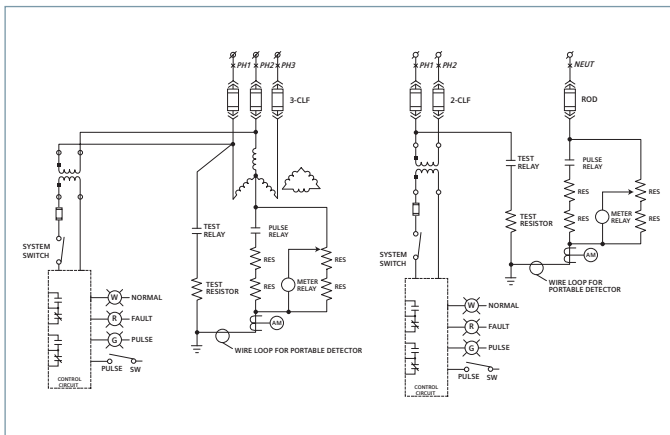 PH1
PH2
PH3
3-CLF
TEST
RELAY
PULSE
RELAY
RES
RES
RES
RES
METER
RELAY
TEST
RESISTOR
AM
WIRE LOOP FOR PORTABLE DETECTOR
SYSTEM
SWITCH
W
NORMAL
R
FAULT
G
PULSE
PULSE
SW
CONTROL
CIRCUIT
PH1
PH2
2-CLF
NEUT
ROD
TEST
RELAY
PULSE
RELAY
RES
RES
RES
RES
METER
RELAY
TEST
RESISTOR
AM
WIRE LOOP FOR
PORTABLE DETECTOR
SYSTEM
SWITCH
W
NORMAL
R
FAULT
G
PULSE
PULSE
SW
CONTROL
CIRCUIT